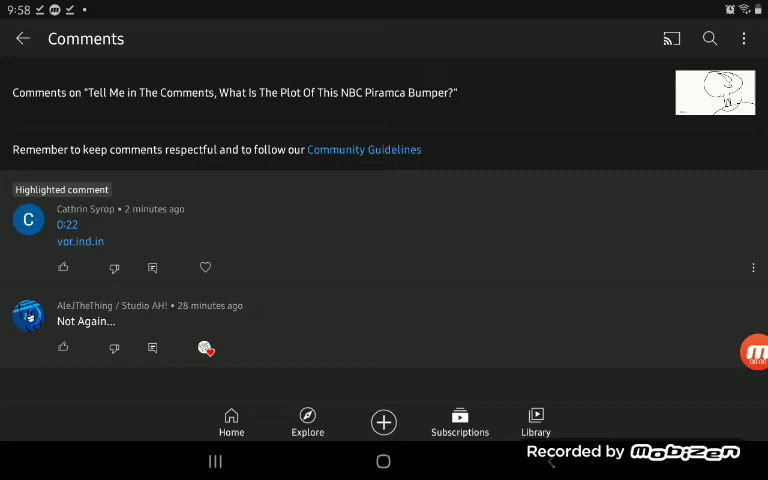 9:58
Comments
Comments on "Tell Me in The Comments, What Is The Plot Of This NBC Piramca Bumper?"
Remember to keep comments respectful and to follow our Community Guidelines
Highlighted comment
C
Cathrin Syrop • 2 minutes ago
0:22
vor.ind.in
AleJTheThing / Studio AH! • 28 minutes ago
Not Again...
00:00
Home Explore Subscriptions Library
Recorded by mobizen